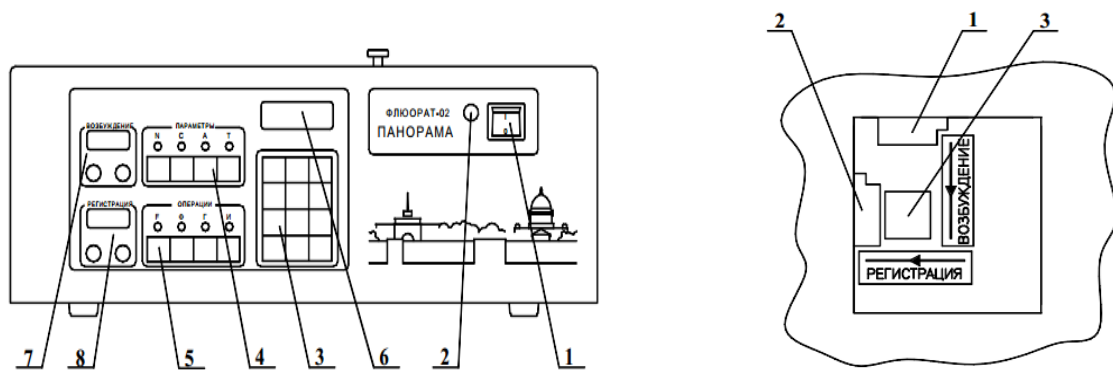 2 1 3
ФЛЮОРАТ-02
ПАНОРАМА
I
0
ВОЗБУЖДЕНИЕ
ПАРАМЕТРЫ
N C A T
РЕГИСТРАЦИЯ
ОПЕРАЦИИ
F Ф Г И
ВОЗБУЖДЕНИЕ
РЕГИСТРАЦИЯ
7 8 5 4 3 6 2 1